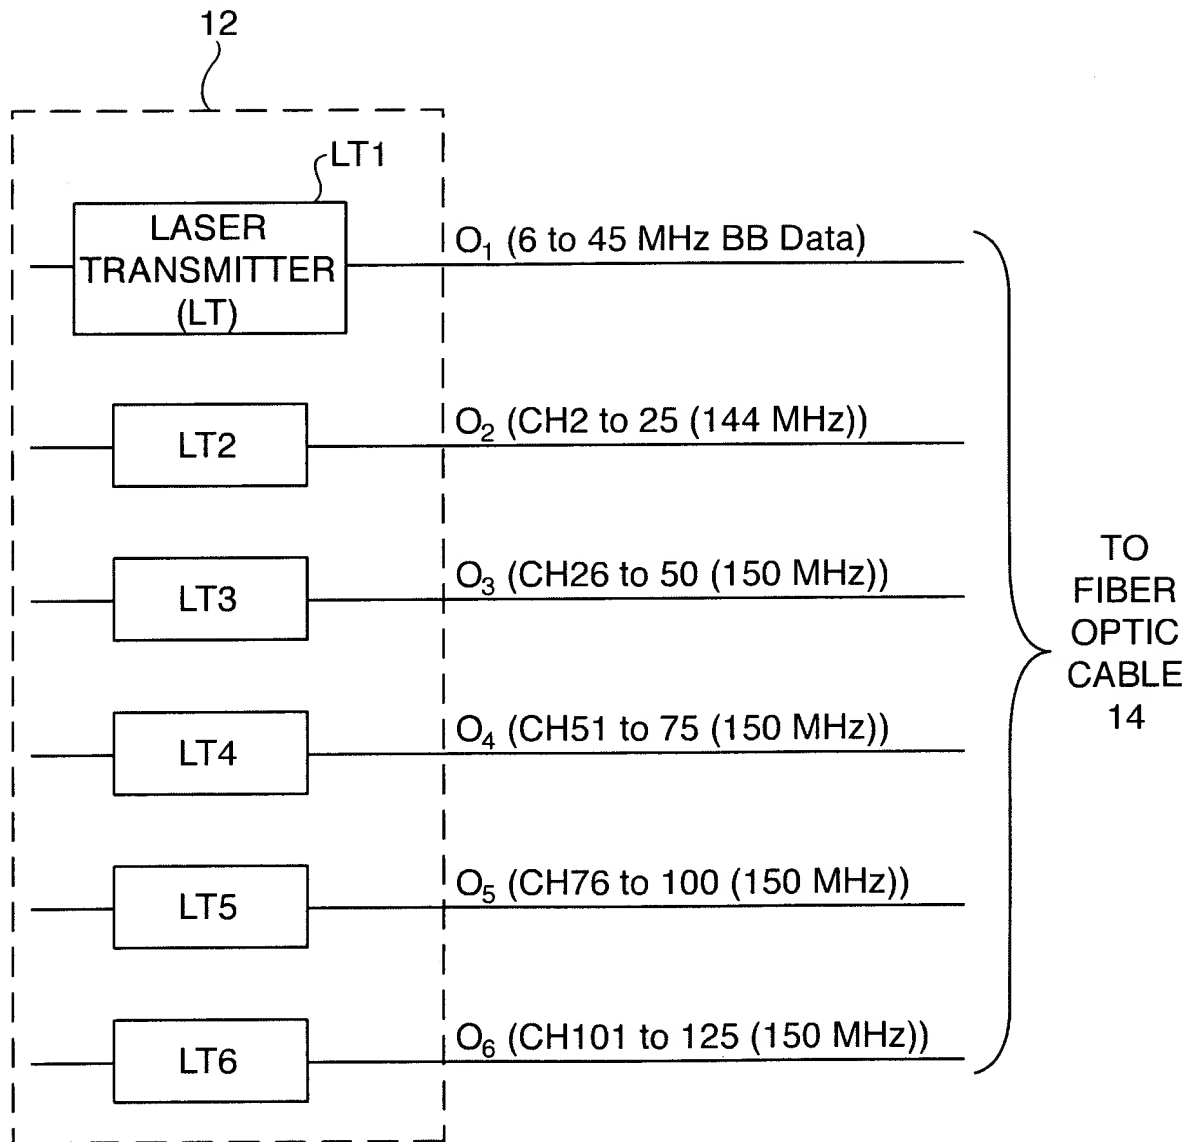 12
LT1
LASER
TRANSMITTER
(LT)
O₁ (6 to 45 MHz BB Data)
LT2
O₂ (CH2 to 25 (144 MHz))
LT3
O₃ (CH26 to 50 (150 MHz))
LT4
O₄ (CH51 to 75 (150 MHz))
LT5
O₅ (CH76 to 100 (150 MHz))
LT6
O₆ (CH101 to 125 (150 MHz))
TO
FIBER
OPTIC
CABLE
14